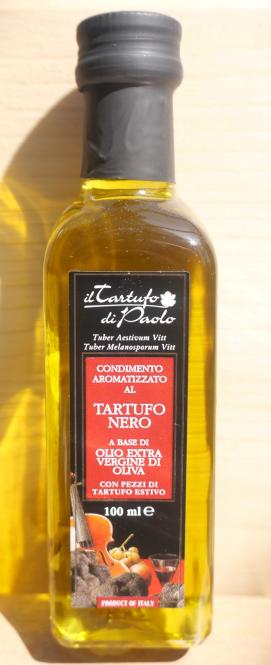 il Tartufo
di Paolo
Tuber Aestivum Vitt
Tuber Melanosporum Vitt
CONDIMENTO
AROMATIZZATO
AL
TARTUFO
NERO
A BASE DI
OLIO EXTRA
VERGINE DI
OLIVA
CON PEZZI DI
TARTUFO ESTIVO
100 ml ℮
PRODUCT OF ITALY